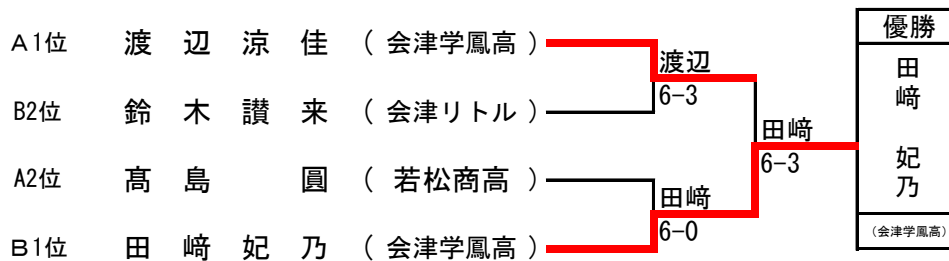 A1位 渡辺涼佳 (会津学鳳高)
B2位 鈴木讃来 (会津リトル)
A2位 髙島 圓 (若松商高)
B1位 田﨑妃乃 (会津学鳳高)
渡辺
6-3
田﨑
6-0
田﨑
6-3
優勝
田﨑 妃乃
(会津学鳳高)